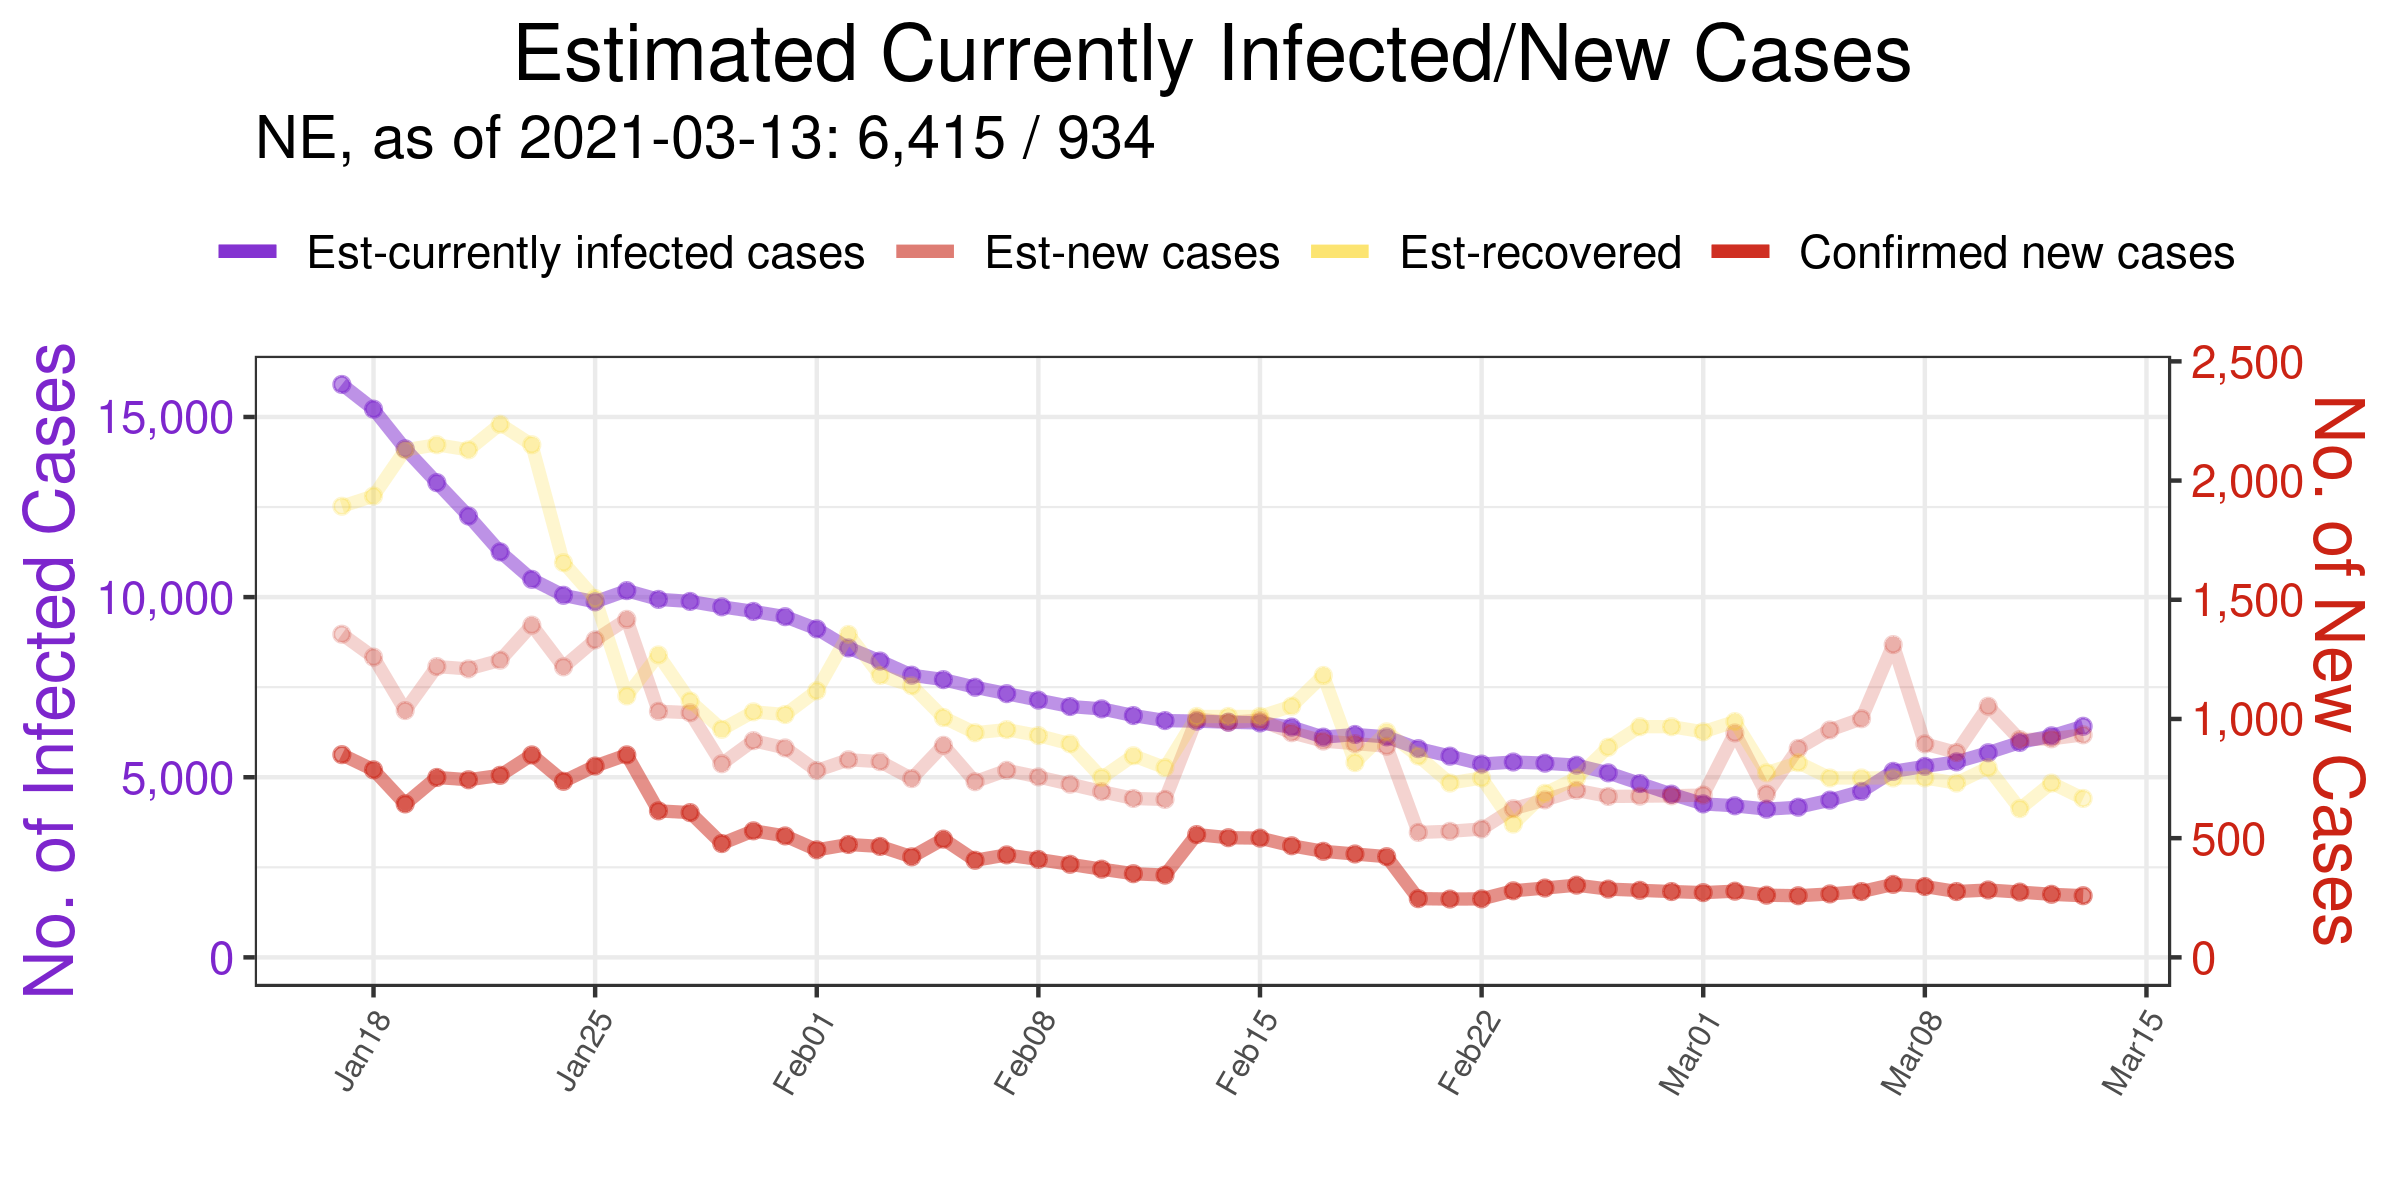 Estimated Currently Infected/New Cases
NE, as of 2021-03-13: 6,415 / 934
Est-currently infected cases
Est-new cases
Est-recovered
Confirmed new cases
No. of Infected Cases
15,000
10,000
5,000
0
2,500
2,000
1,500
1,000
500
0
No. of New Cases
Jan18
Jan25
Feb01
Feb08
Feb15
Feb22
Mar01
Mar08
Mar15